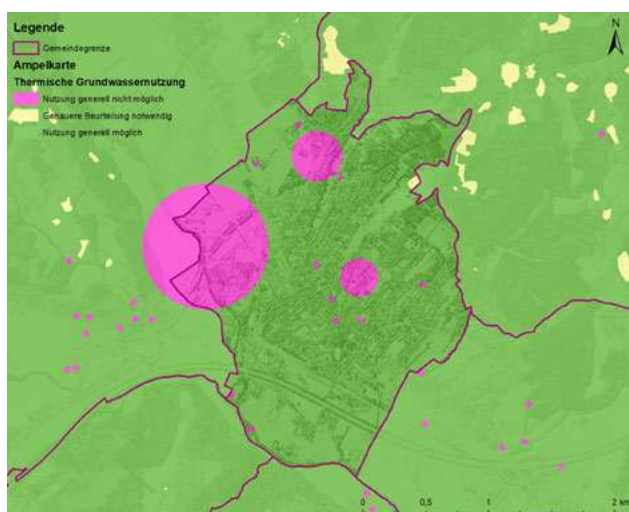 Legende
Gemeindegrenze
Ampelkarte
Thermische Grundwassernutzung
Nutzung generell nicht möglich
Genauere Beurteilung notwendig
Nutzung generell möglich
N
0 0,5 1 2 km